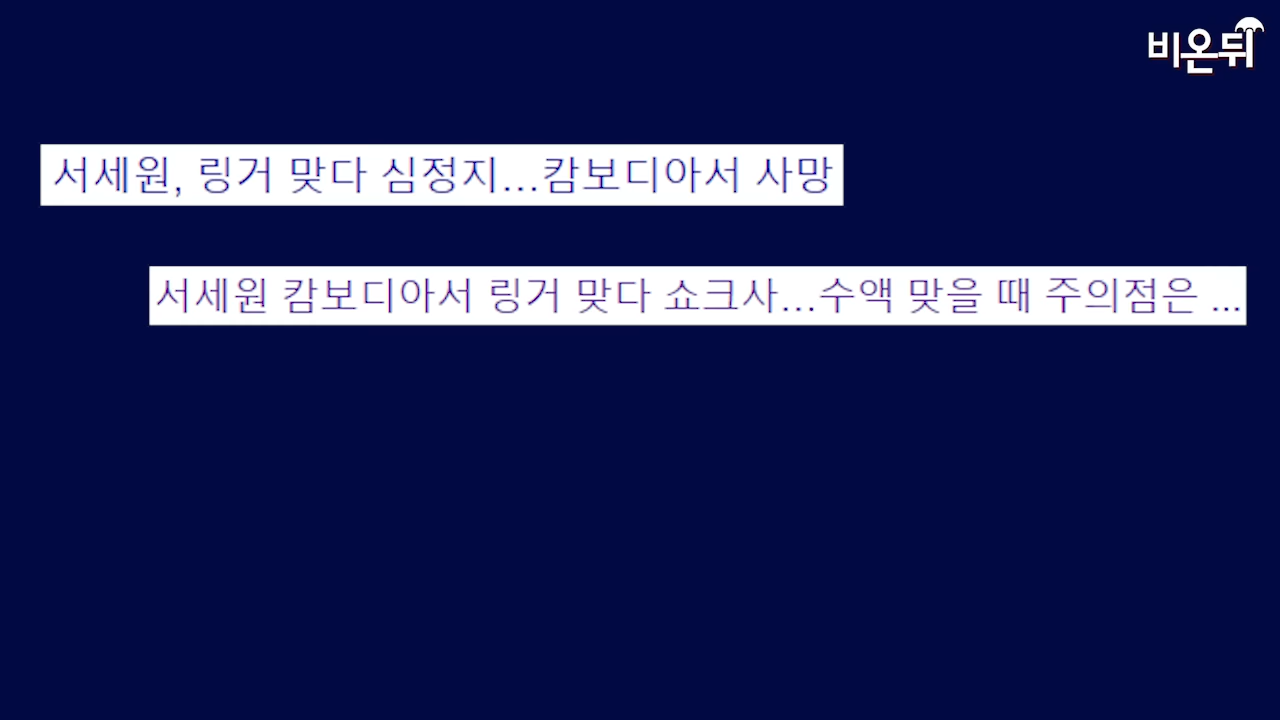 비온뒤
서세원, 링거 맞다 심정지...캄보디아서 사망
서세원 캄보디아서 링거 맞다 쇼크사...수액 맞을 때 주의점은 ...